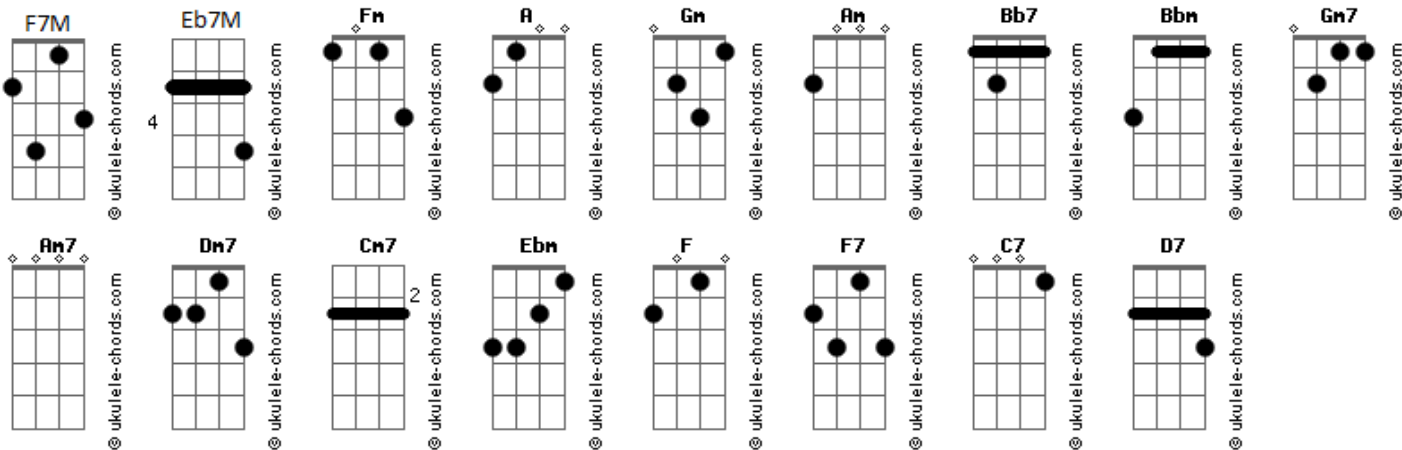 F7M Eb7M Fm A Gm Am Bb7 Bbm Gm7
4
© ukulele-chords.com © ukulele-chords.com © ukulele-chords.com © ukulele-chords.com © ukulele-chords.com © ukulele-chords.com © ukulele-chords.com © ukulele-chords.com © ukulele-chords.com
Am7 Dm7 Cm7 Ebm F F7 C7 D7
2
© ukulele-chords.com © ukulele-chords.com © ukulele-chords.com © ukulele-chords.com © ukulele-chords.com © ukulele-chords.com © ukulele-chords.com © ukulele-chords.com